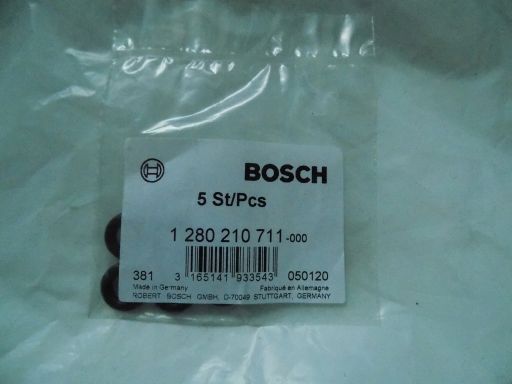 BOSCH
5 St/Pcs
1 280 210 711-000
381 3 165141 933543 050120
Made in Germany Fabriqué en Allemagne
ROBERT BOSCH GMBH, D-70049 STUTTGART, GERMANY